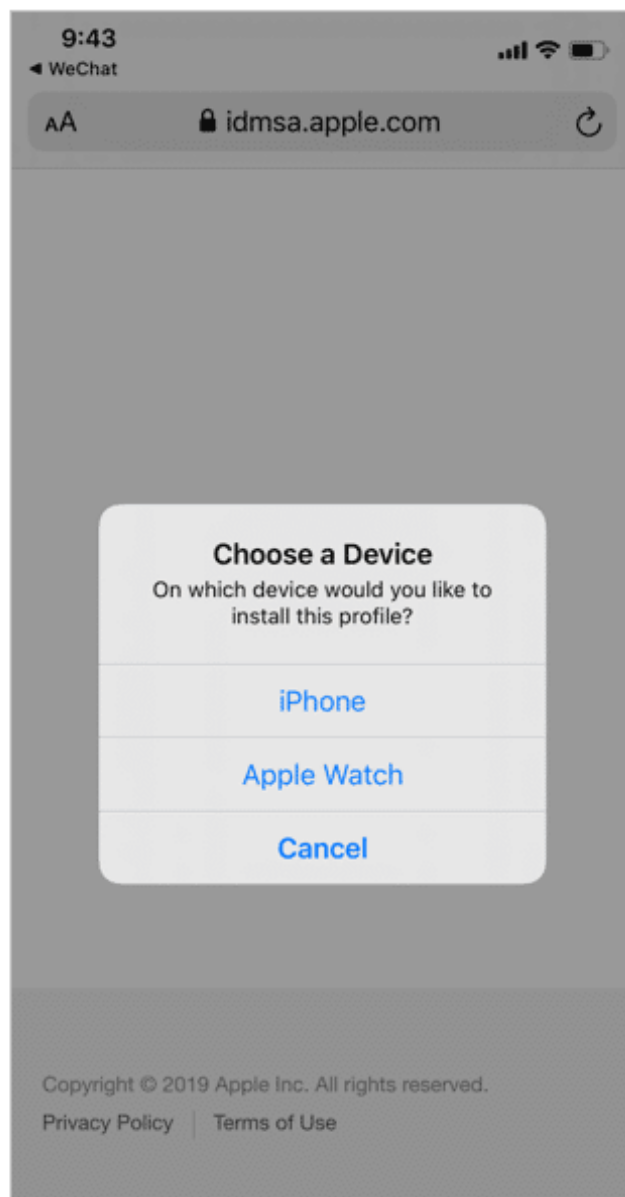 9:43
◀ WeChat
AA idmsa.apple.com
Choose a Device
On which device would you like to
install this profile?
iPhone
Apple Watch
Cancel
Copyright © 2019 Apple Inc. All rights reserved.
Privacy Policy | Terms of Use